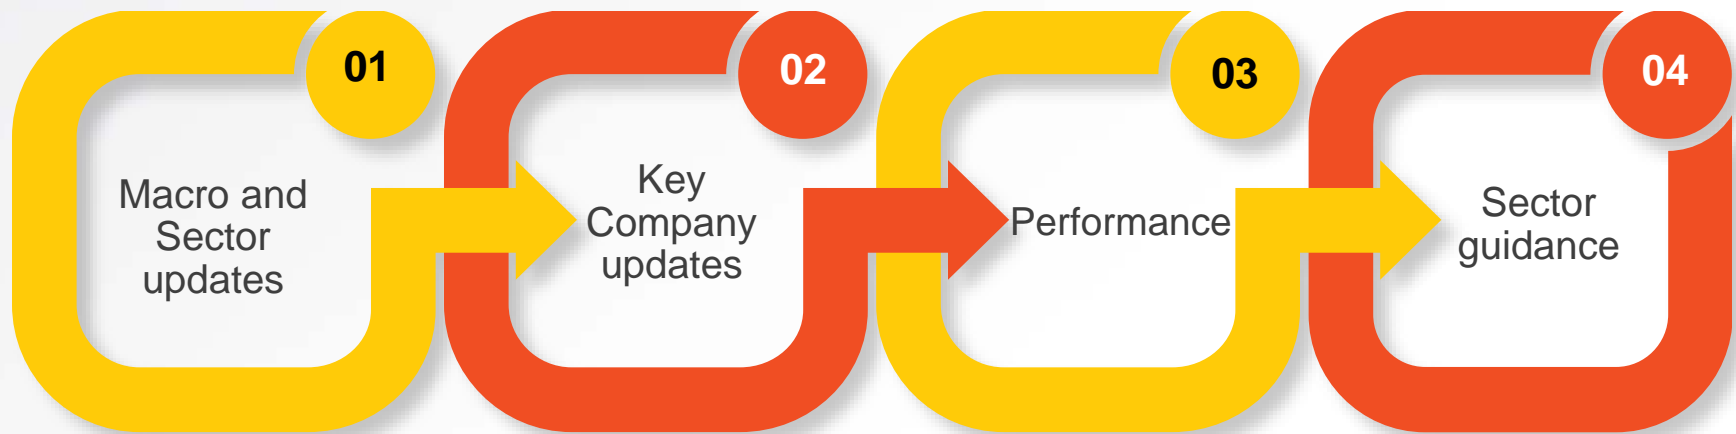 01
Macro and
Sector
updates
02
Key
Company
updates
03
Performance
04
Sector
guidance